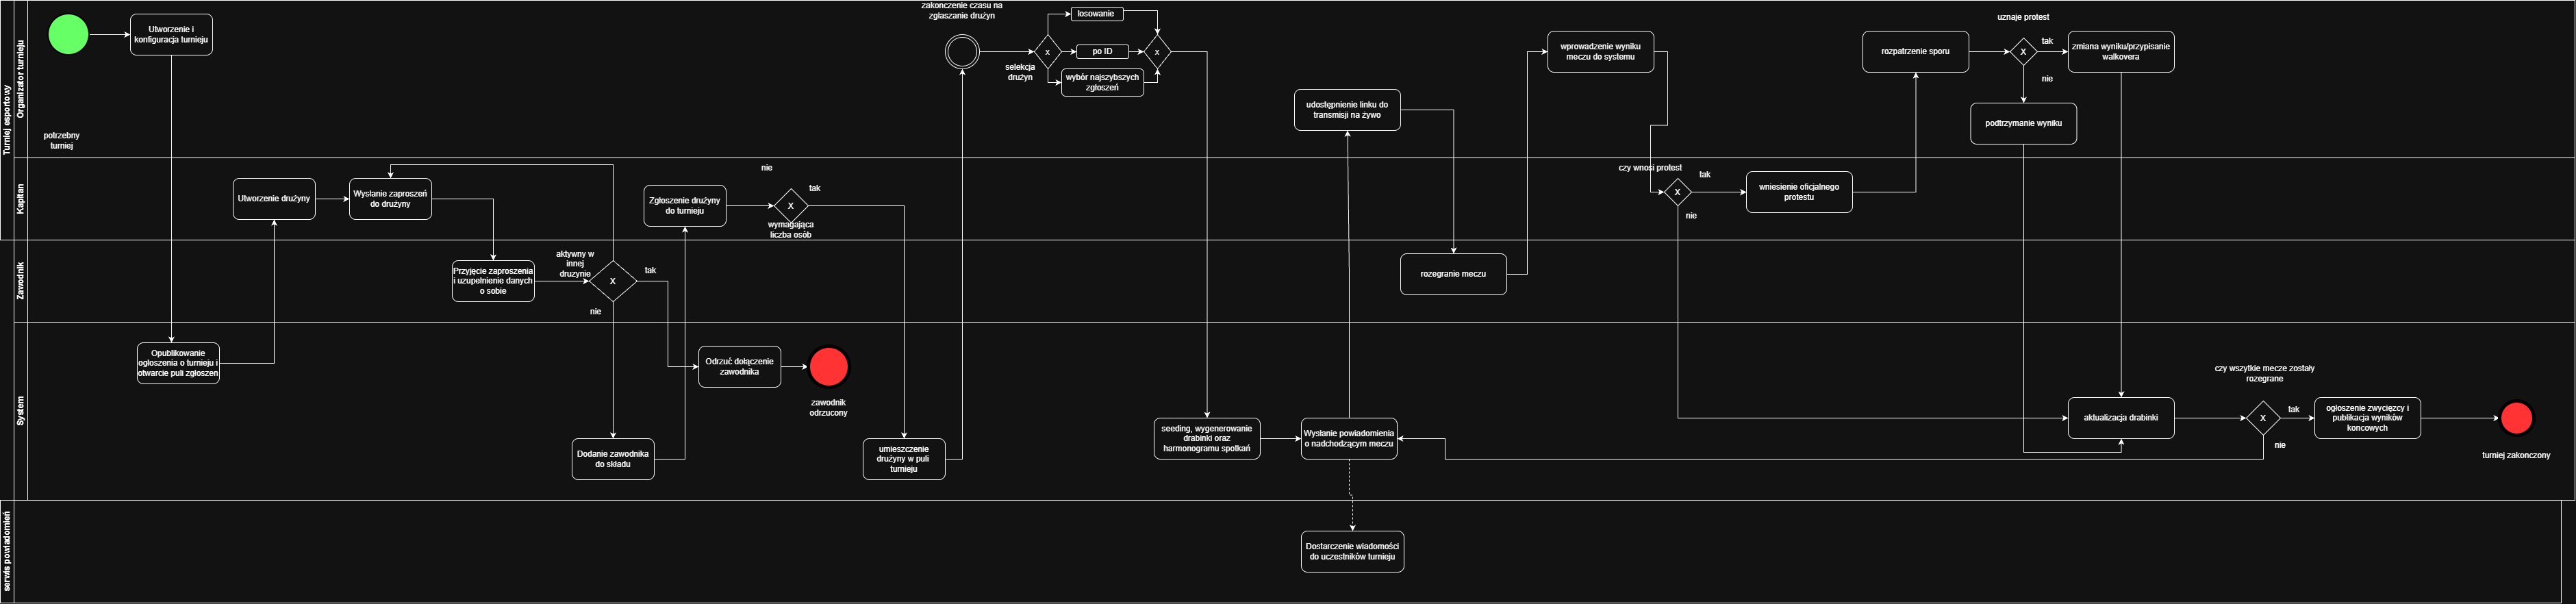 Turniej esportowy
Organizator turnieju
Utworzenie i
konfiguracja turnieju
potrzebny
turniej
zakonczenie czasu na
zgłaszanie drużyn
x
selekcja
drużyn
losowanie
po ID
wybór najszybszych
zgłoszeń
x
udostępnienie linku do
transmisji na żywo
wprowadzenie wyniku
meczu do systemu
rozpatrzenie sporu
uznaje protest
X
tak
nie
zmiana wyniku/przypisanie
walkovera
podtrzymanie wyniku
Kapitan
Utworzenie drużyny
Wysłanie zaproszeń
do drużyny
Zgłoszenie drużyny
do turnieju
nie
X
tak
wymagająca
liczba osób
czy wnosi protest
X
tak
nie
wniesienie oficjalnego
protestu
Zawodnik
Przyjęcie zaproszenia
i uzupełnienie danych
o sobie
aktywny w
innej
drużynie
X
tak
nie
rozegranie meczu
System
Opublikowanie
ogłoszenia o turnieju i
otwarcie puli zgłoszeń
Dodanie zawodnika
do składu
Odrzuć dołączenie
zawodnika
zawodnik
odrzucony
umieszczenie
drużyny w puli
turnieju
seeding, wygenerowanie
drabinki oraz
harmonogramu spotkań
Wysłanie powiadomienia
o nadchodzącym meczu
aktualizacja drabinki
czy wszytkie mecze zostały
rozegrane
X
tak
nie
ogłoszenie zwycięzcy i
publikacja wyników
koncowych
turniej zakonczony
serwis powiadomień
Dostarczenie wiadomości
do uczestników turnieju